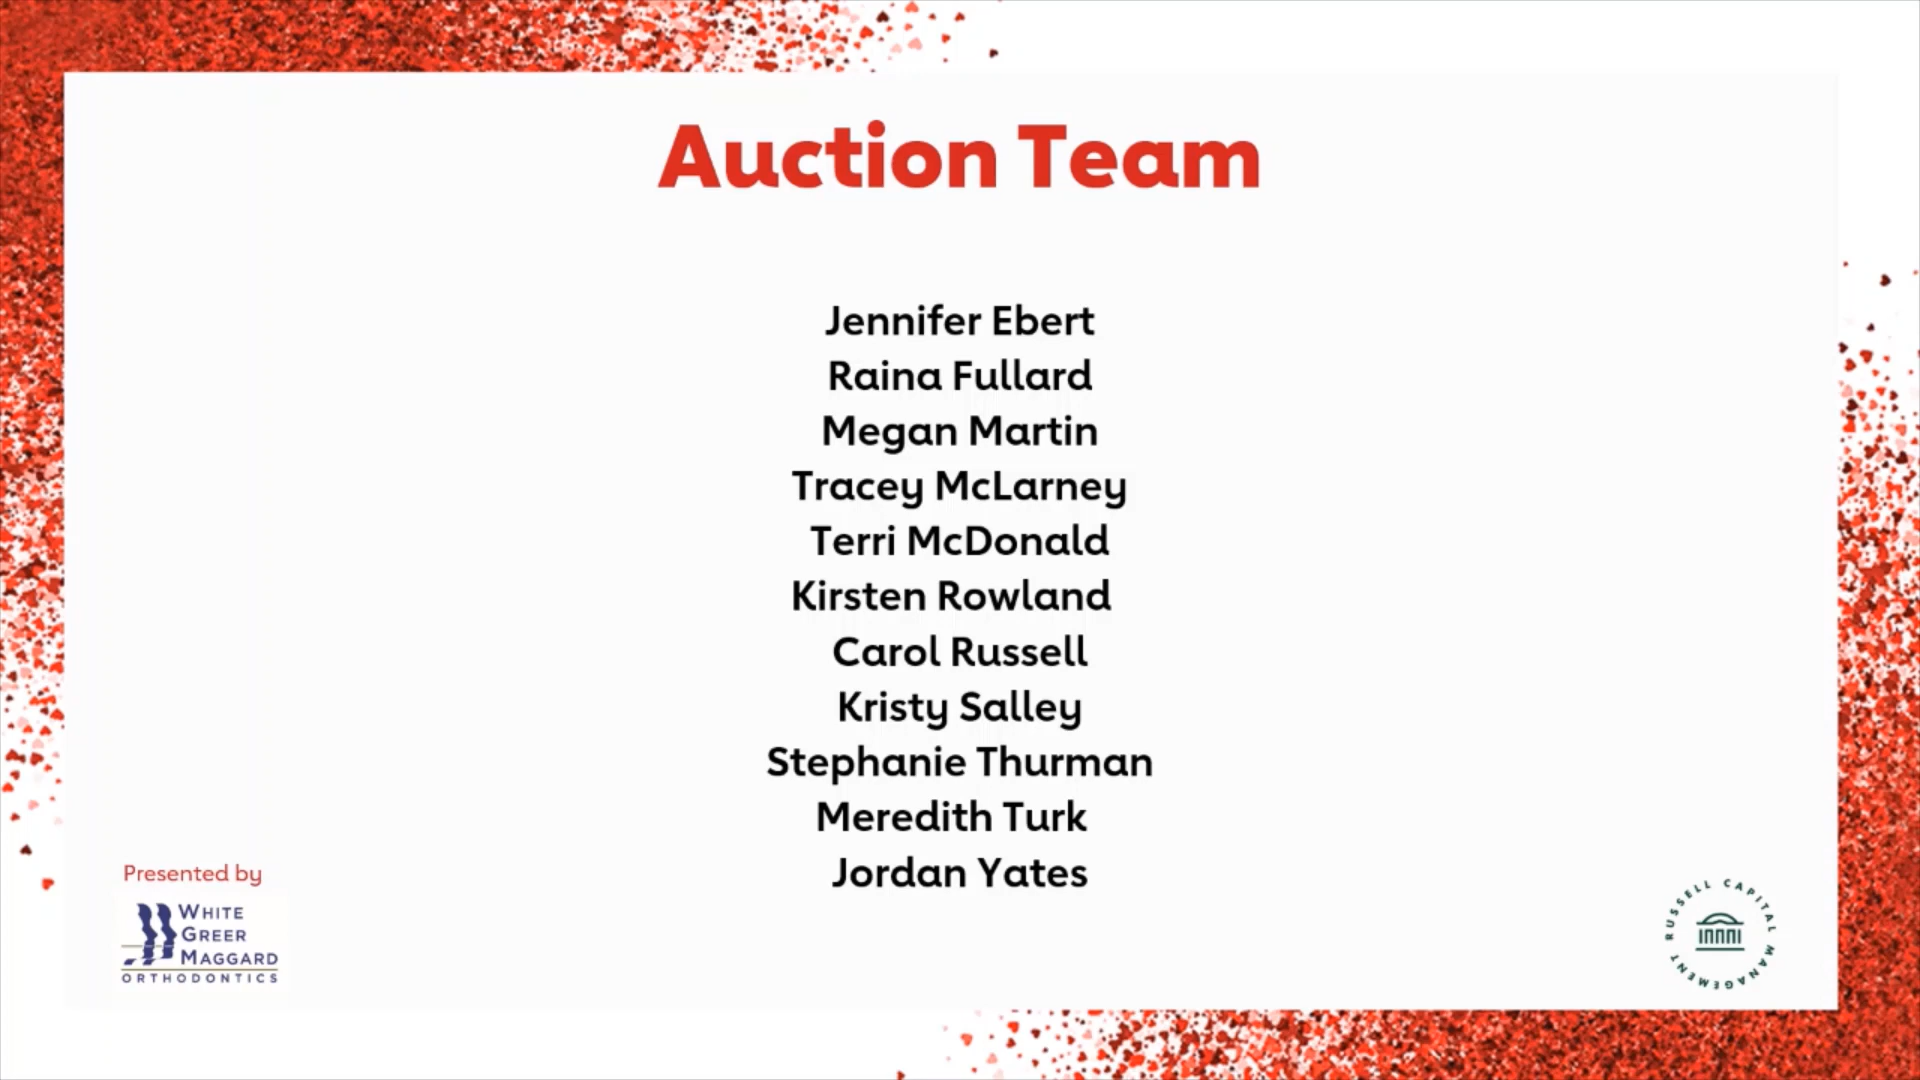 Auction Team
Jennifer Ebert
Raina Fullard
Megan Martin
Tracey McLarney
Terri McDonald
Kirsten Rowland
Carol Russell
Kristy Salley
Stephanie Thurman
Meredith Turk
Jordan Yates
Presented by
WHITE
GREER
MAGGARD
ORTHODONTICS
RUSSELL CAPITAL MANAGEMENT